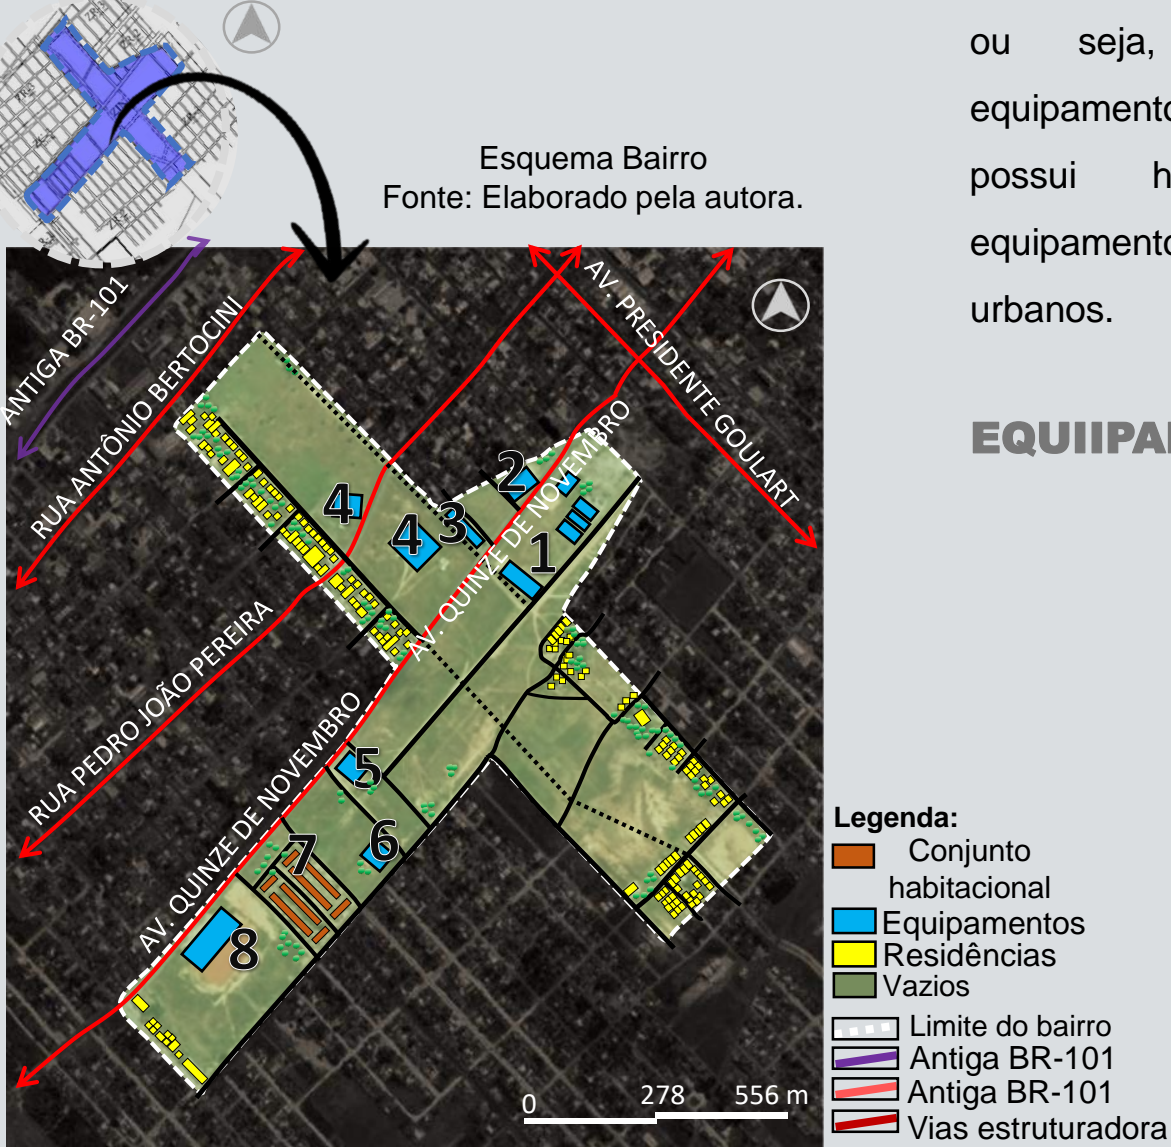 Esquema Bairro
Fonte: Elaborado pela autora.
ou seja,
equipamento
possui h
equipamento
urbanos.
EQUIIPA
ANTIGA BR-101
RUA ANTÔNIO BERTOCINI
AV. PRESIDENTE GOULART
AV. QUINZE DE NOVEMBRO
RUA PEDRO JOÃO PEREIRA
AV. QUINZE DE NOVEMBRO
2
4
4
3
1
5
6
7
8
0 278 556 m
Legenda:
Conjunto
habitacional
Equipamentos
Residências
Vazios
Limite do bairro
Antiga BR-101
Antiga BR-101
Vias estruturadora